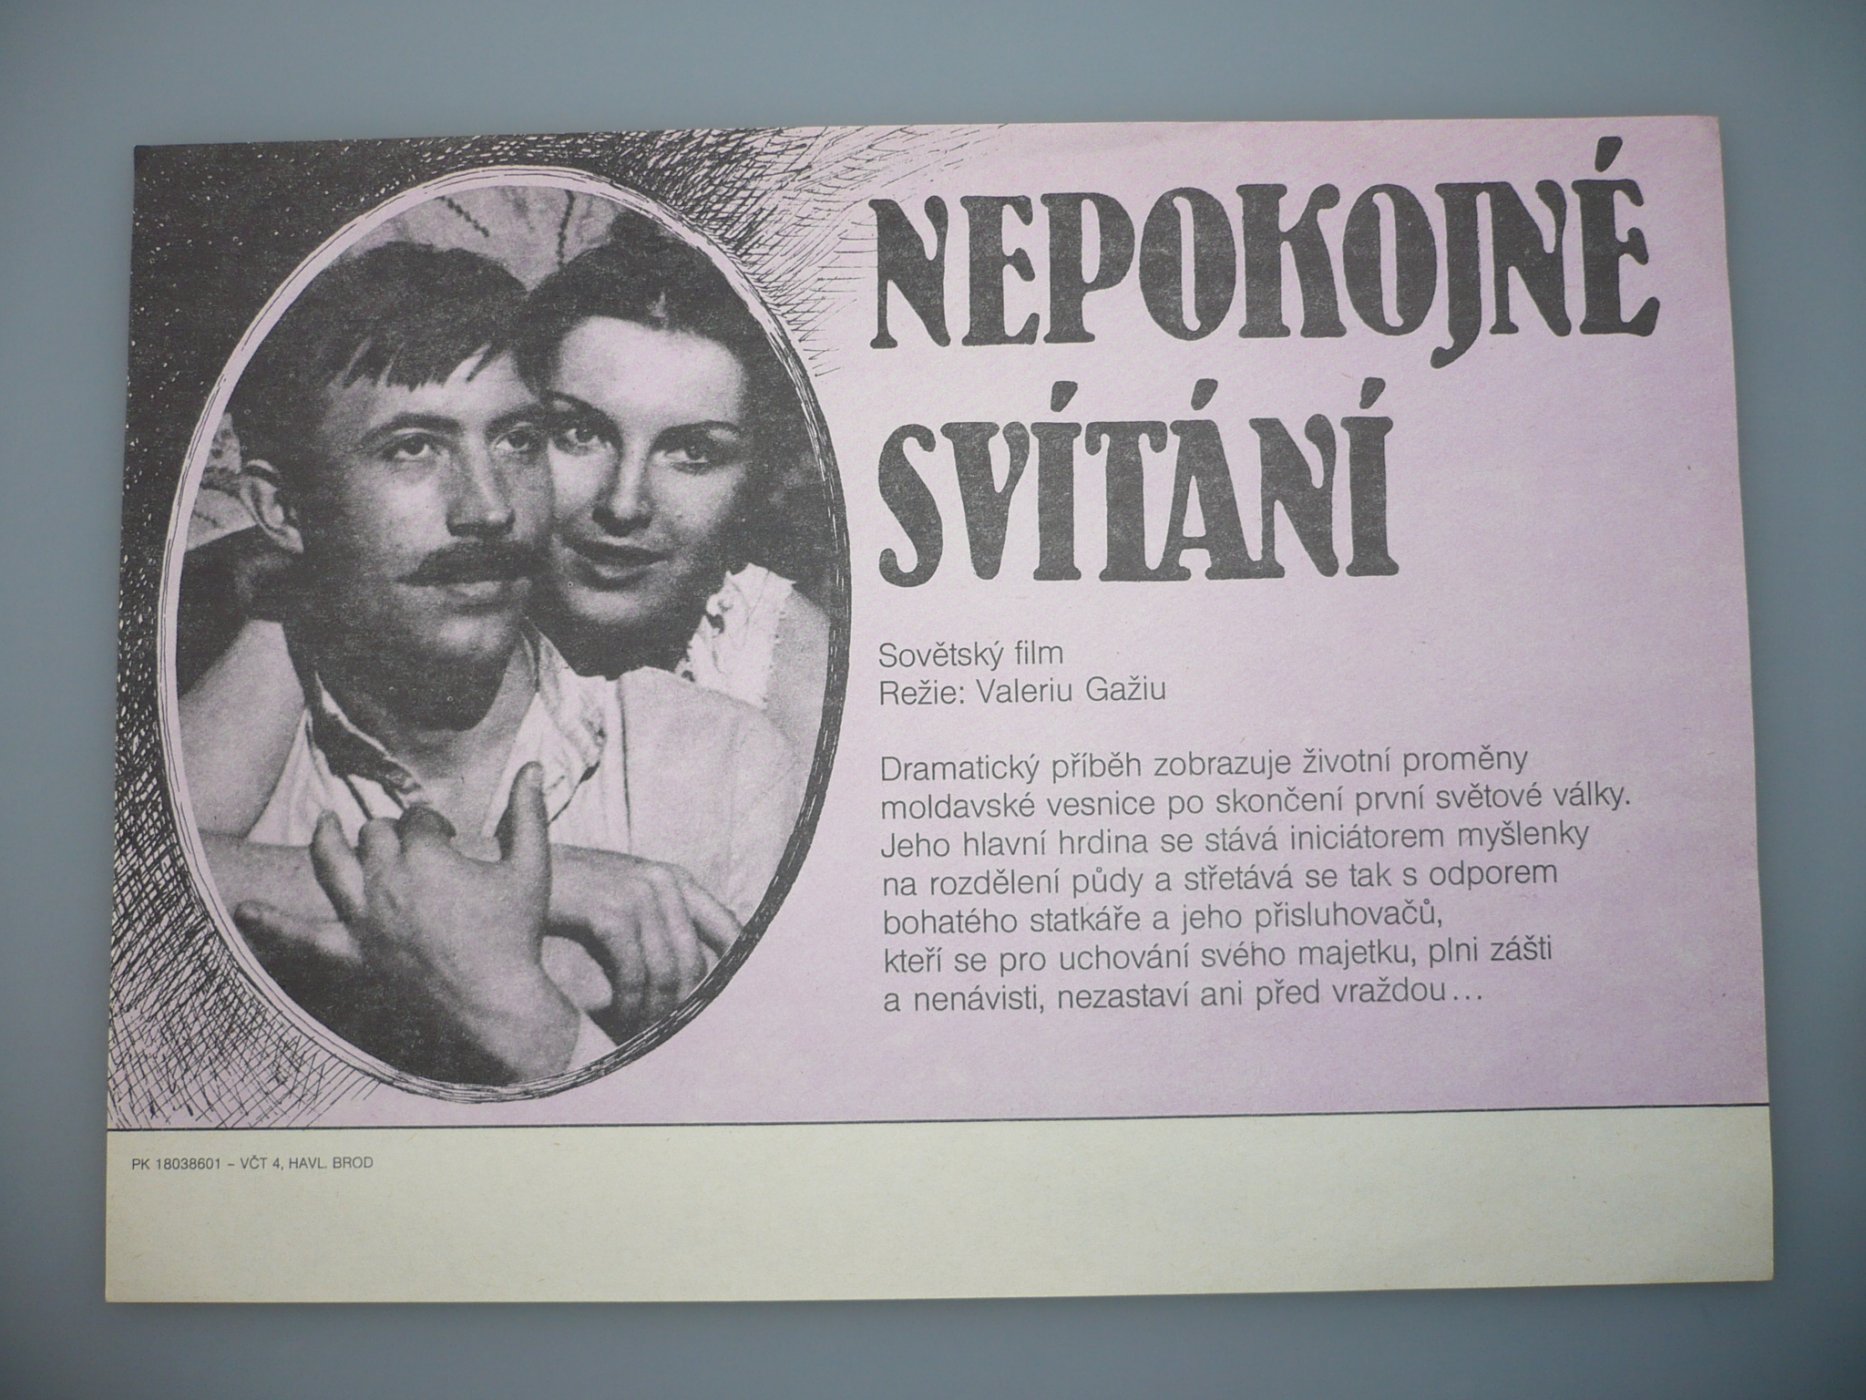 NEPOKOJNÉ
SVÍTÁNÍ
Sovětský film
Režie: Valeriu Gažiu
Dramatický příběh zobrazuje životní proměny
moldavské vesnice po skončení první světové války.
Jeho hlavní hrdina se stává iniciátorem myšlenky
na rozdělení půdy a střetává se tak s odporem
bohatého statkáře a jeho přisluhovačů,
kteří se pro uchování svého majetku, plni zášti
a nenávisti, nezastaví ani před vraždou...
PK 18038601 – VČT 4, HAVL. BROD